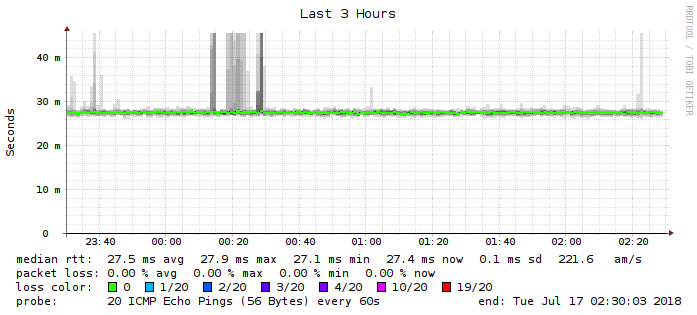 Last 3 Hours
RRDTOOL / TOBI OETIKER
Seconds
40 m
30 m
20 m
10 m
0
23:40 00:00 00:20 00:40 01:00 01:20 01:40 02:00 02:20
median rtt: 27.5 ms avg 27.9 ms max 27.1 ms min 27.4 ms now 0.1 ms sd 221.6 am/s
packet loss: 0.00 % avg 0.00 % max 0.00 % min 0.00 % now
loss color: 0 1/20 2/20 3/20 4/20 10/20 19/20
probe: 20 ICMP Echo Pings (56 Bytes) every 60s end: Tue Jul 17 02:30:03 2018